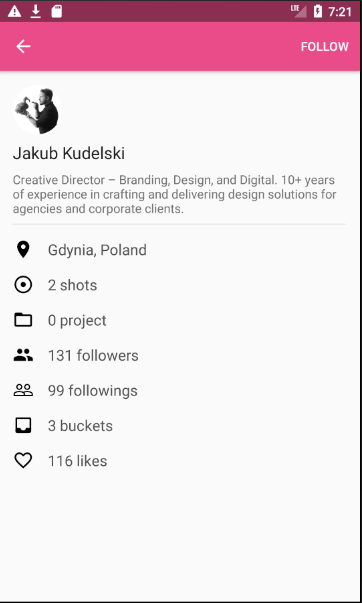 LTE 7:21
FOLLOW
Jakub Kudelski
Creative Director – Branding, Design, and Digital. 10+ years
of experience in crafting and delivering design solutions for
agencies and corporate clients.
Gdynia, Poland
2 shots
0 project
131 followers
99 followings
3 buckets
116 likes